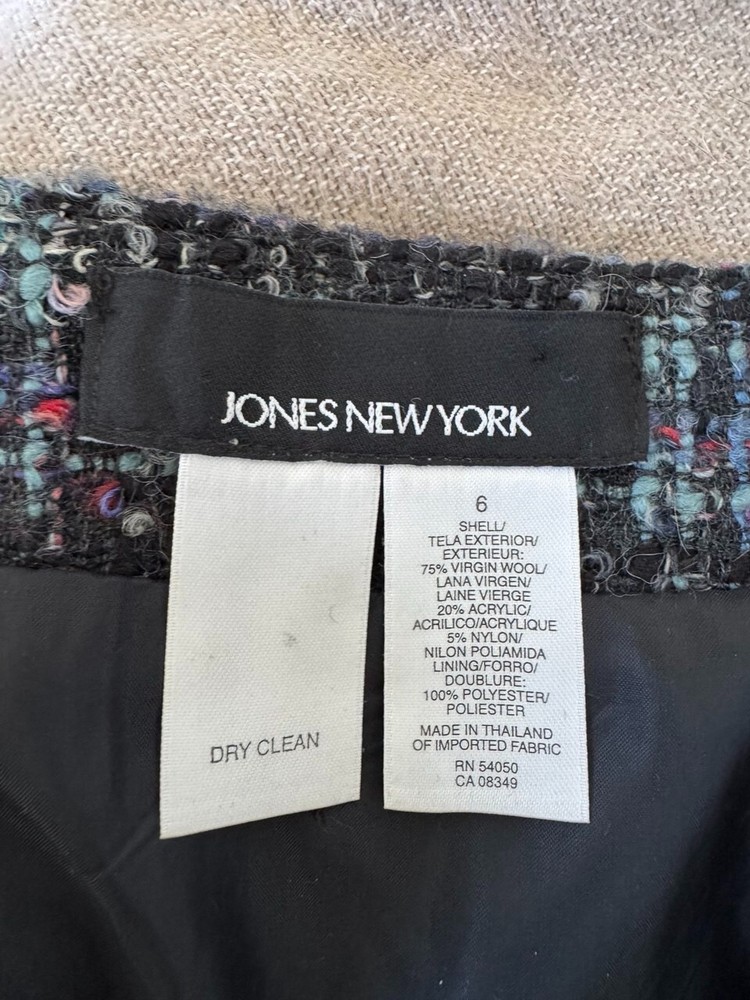 JONES NEW YORK
DRY CLEAN
6
SHELL/
TELA EXTERIOR/
EXTERIEUR:
75% VIRGIN WOOL/
LANA VIRGEN/
LAINE VIERGE
20% ACRYLIC/
ACRILICO/ACRYLIQUE
5% NYLON/
NILON POLIAMIDA
LINING/FORRO/
DOUBLURE:
100% POLYESTER/
POLIESTER
MADE IN THAILAND
OF IMPORTED FABRIC
RN 54050
CA 08349